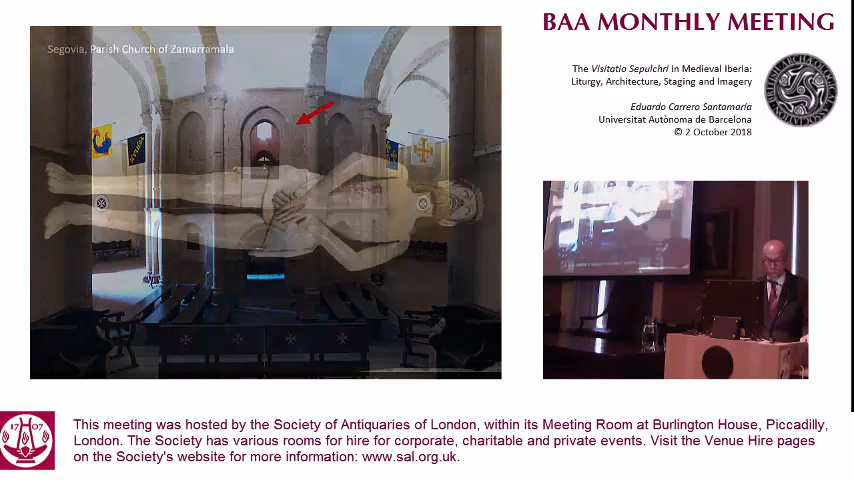 BAA MONTHLY MEETING
Segovia, Parish Church of Zamarramala
The Visitatio Sepulchri in Medieval Iberia:
Liturgy, Architecture, Staging and Imagery
Eduardo Carrero Santamaría
Universitat Autònoma de Barcelona
© 2 October 2018
This meeting was hosted by the Society of Antiquaries of London, within its Meeting Room at Burlington House, Piccadilly,
London. The Society has various rooms for hire for corporate, charitable and private events. Visit the Venue Hire pages
on the Society's website for more information: www.sal.org.uk.
1707